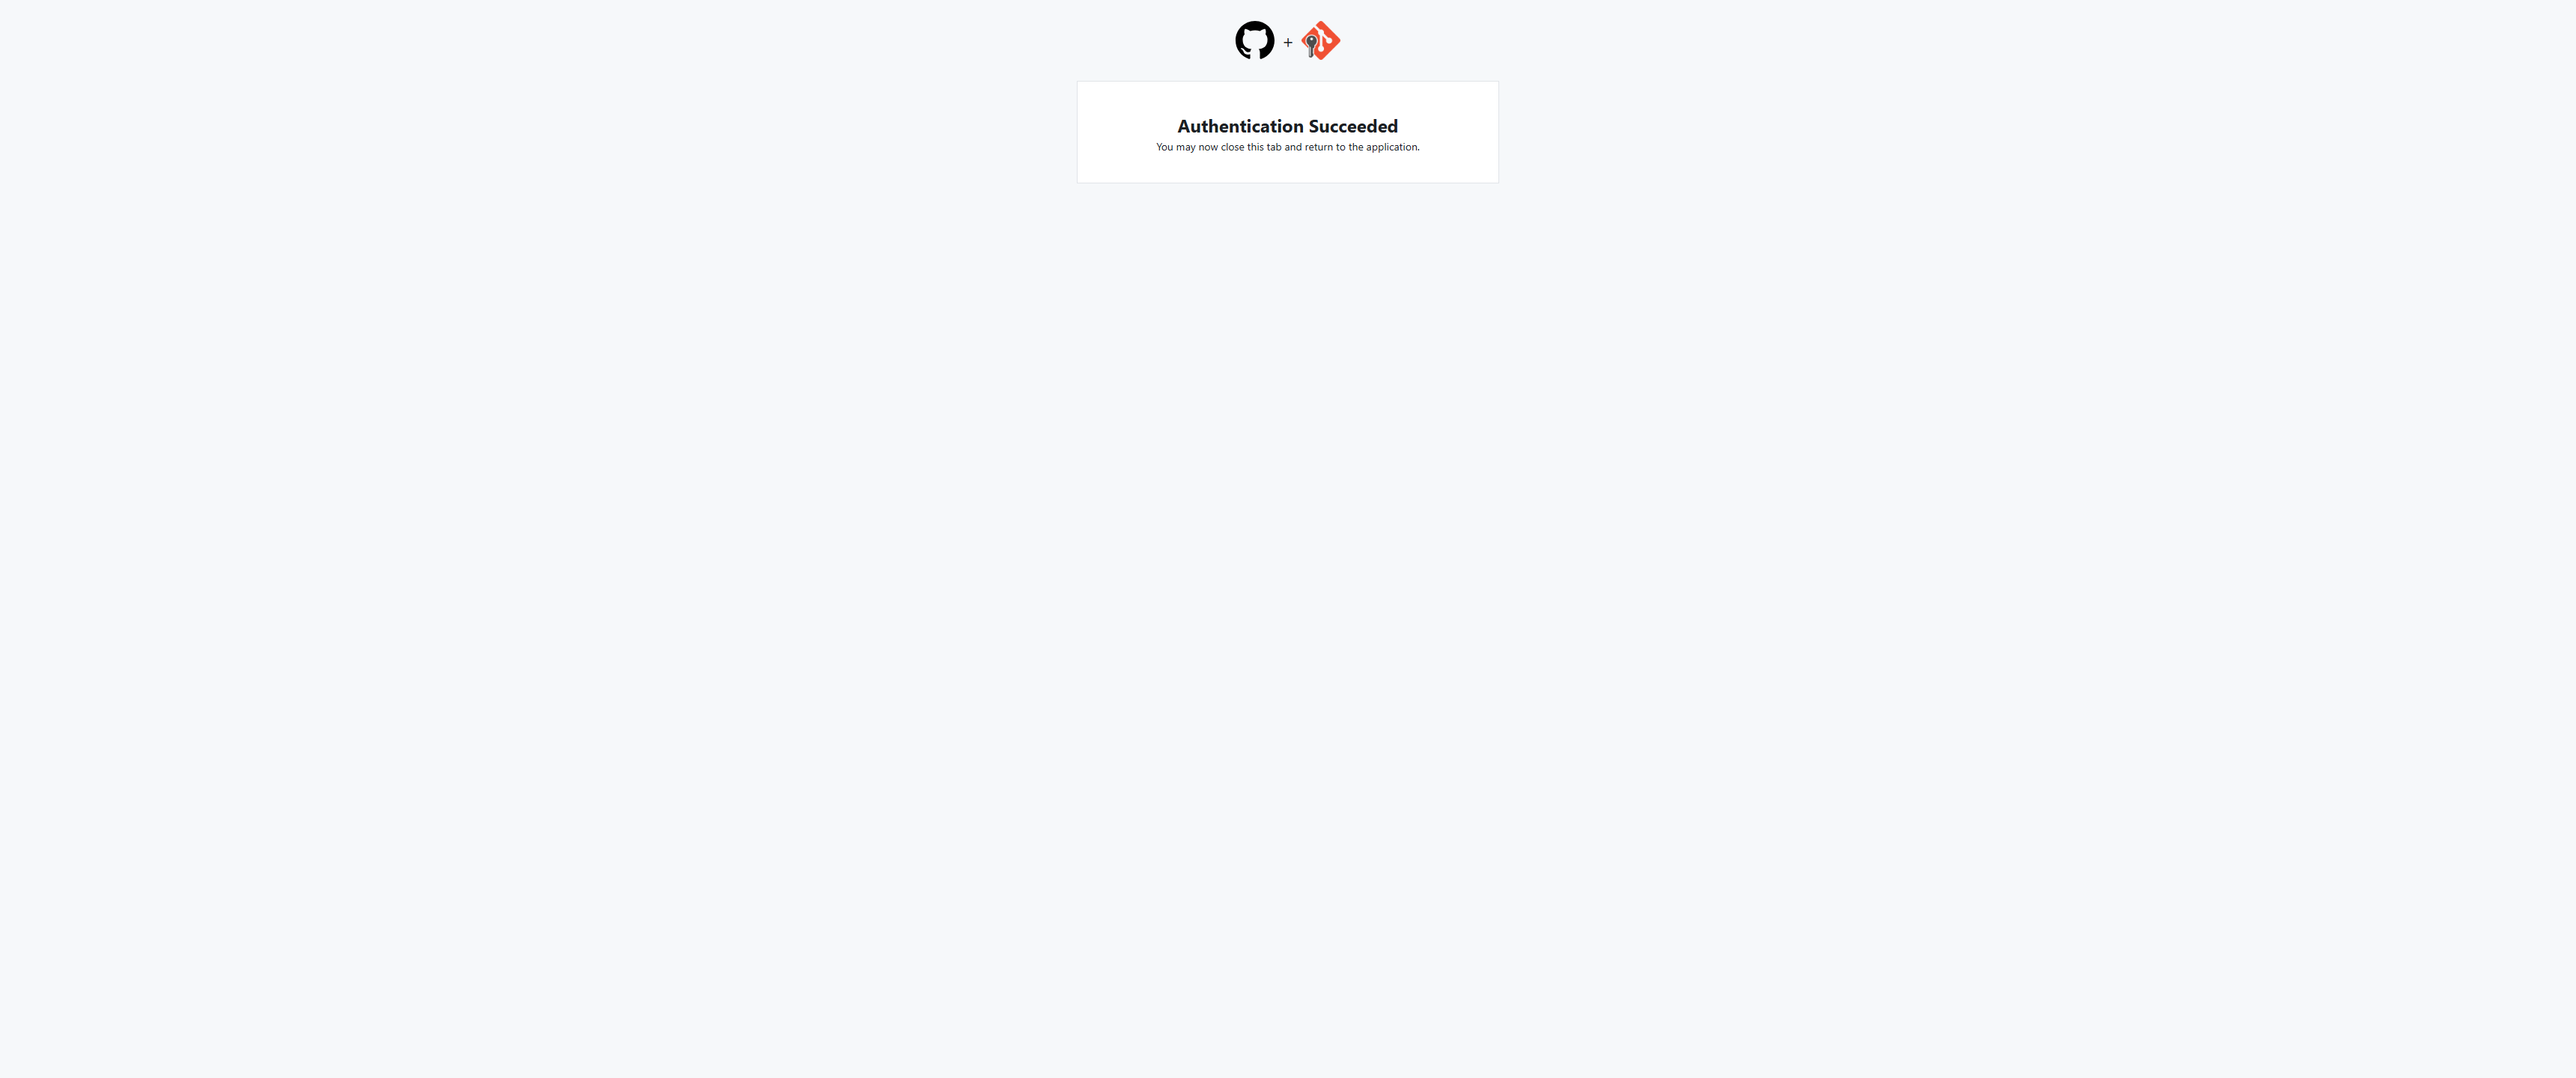 +
Authentication Succeeded
You may now close this tab and return to the application.